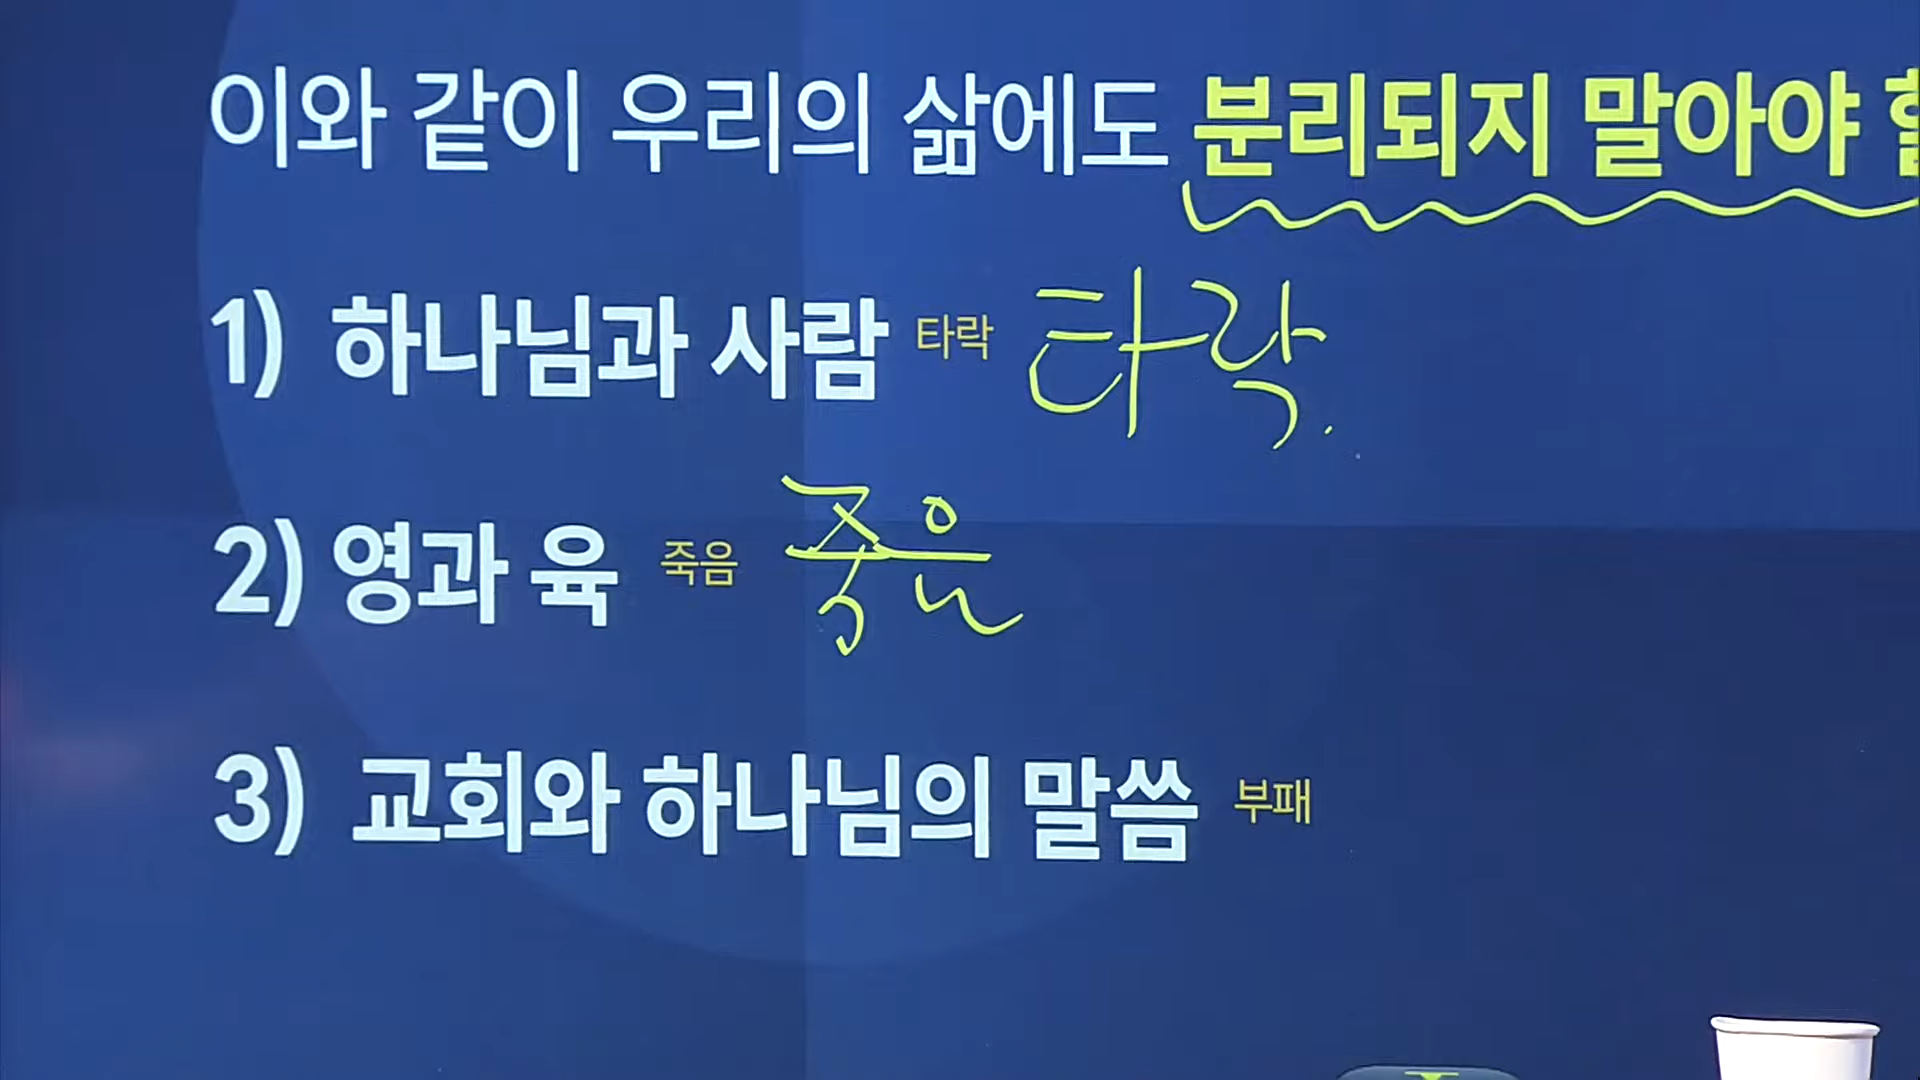 이와 같이 우리의 삶에도 분리되지 말아야
1) 하나님과 사람 타락 타락.
2) 영과 육 죽음 죽음
3) 교회와 하나님의 말씀 부패